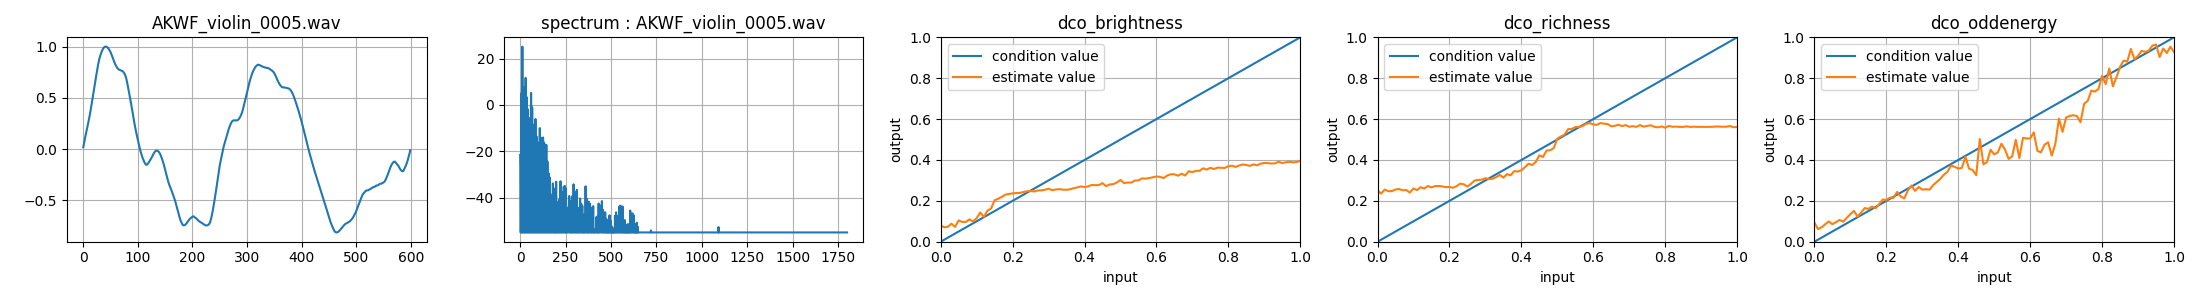 AKWF_violin_0005.wav
1.0
0.5
0.0
−0.5
0 100 200 300 400 500 600
spectrum : AKWF_violin_0005.wav
20
0
−20
−40
0 250 500 750 1000 1250 1500 1750
dco_brightness
condition value
estimate value
output
1.0
0.8
0.6
0.4
0.2
0.0
0.0 0.2 0.4 0.6 0.8 1.0
input
dco_richness
condition value
estimate value
output
1.0
0.8
0.6
0.4
0.2
0.0
0.0 0.2 0.4 0.6 0.8 1.0
input
dco_oddenergy
condition value
estimate value
output
1.0
0.8
0.6
0.4
0.2
0.0
0.0 0.2 0.4 0.6 0.8 1.0
input